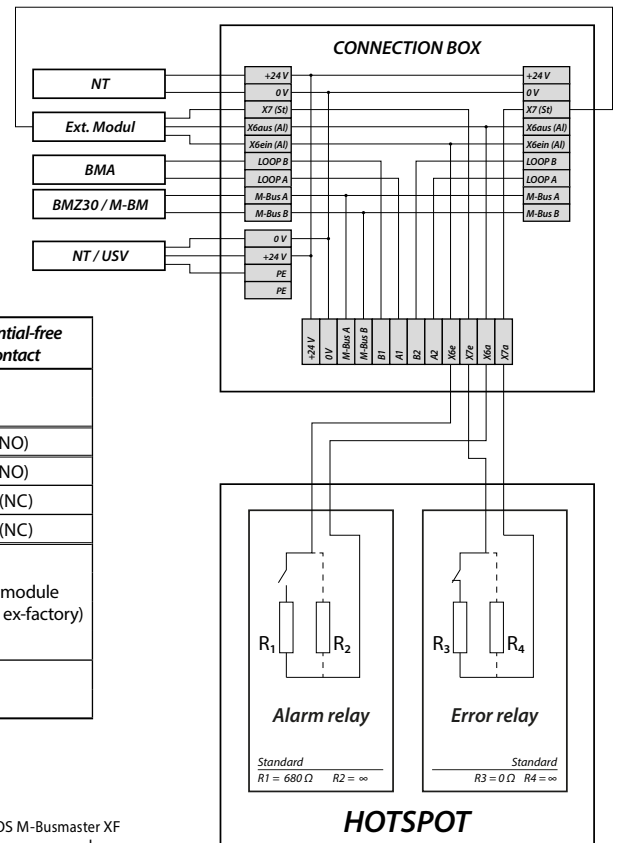 CONNECTION BOX
NT
Ext. Modul
BMA
BMZ30 / M-BM
NT / USV
+24 V
0 V
X7 (St)
X6aus (Al)
X6ein (Al)
LOOP B
LOOP A
M-Bus A
M-Bus B
0 V
+24 V
PE
PE
+24 V
0 V
X7 (St)
X6aus (Al)
X6ein (Al)
LOOP B
LOOP A
M-Bus A
M-Bus B
+24 V
0 V
M-Bus A
M-Bus B
B1
A1
B2
A2
X6e
X7e
X6a
X7a
ntial-free
ontact
NO)
NO)
(NC)
(NC)
module
ex-factory)
R1
R2
Alarm relay
Standard
R1 = 680 Ω R2 = ∞
R3
R4
Error relay
Standard
R3 = 0 Ω R4 = ∞
HOTSPOT
OS M-Busmaster XF